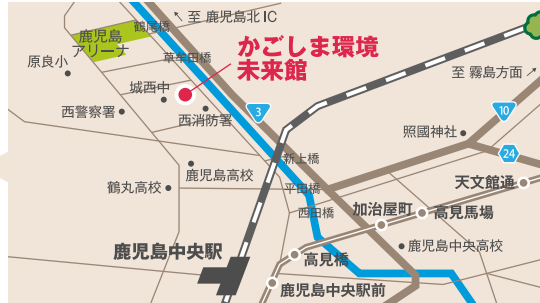 至 鹿児島北IC
鶴尾橋
鹿児島
アリーナ
かごしま環境
未来館
草牟田橋
原良小
城西中
至 霧島方面
3
10
西警察署
西消防署
照國神社
24
新上橋
鹿児島高校
鶴丸高校
平田橋
天文館通
西田橋
加治屋町
高見馬場
鹿児島中央駅
高見橋
鹿児島中央高校
鹿児島中央駅前